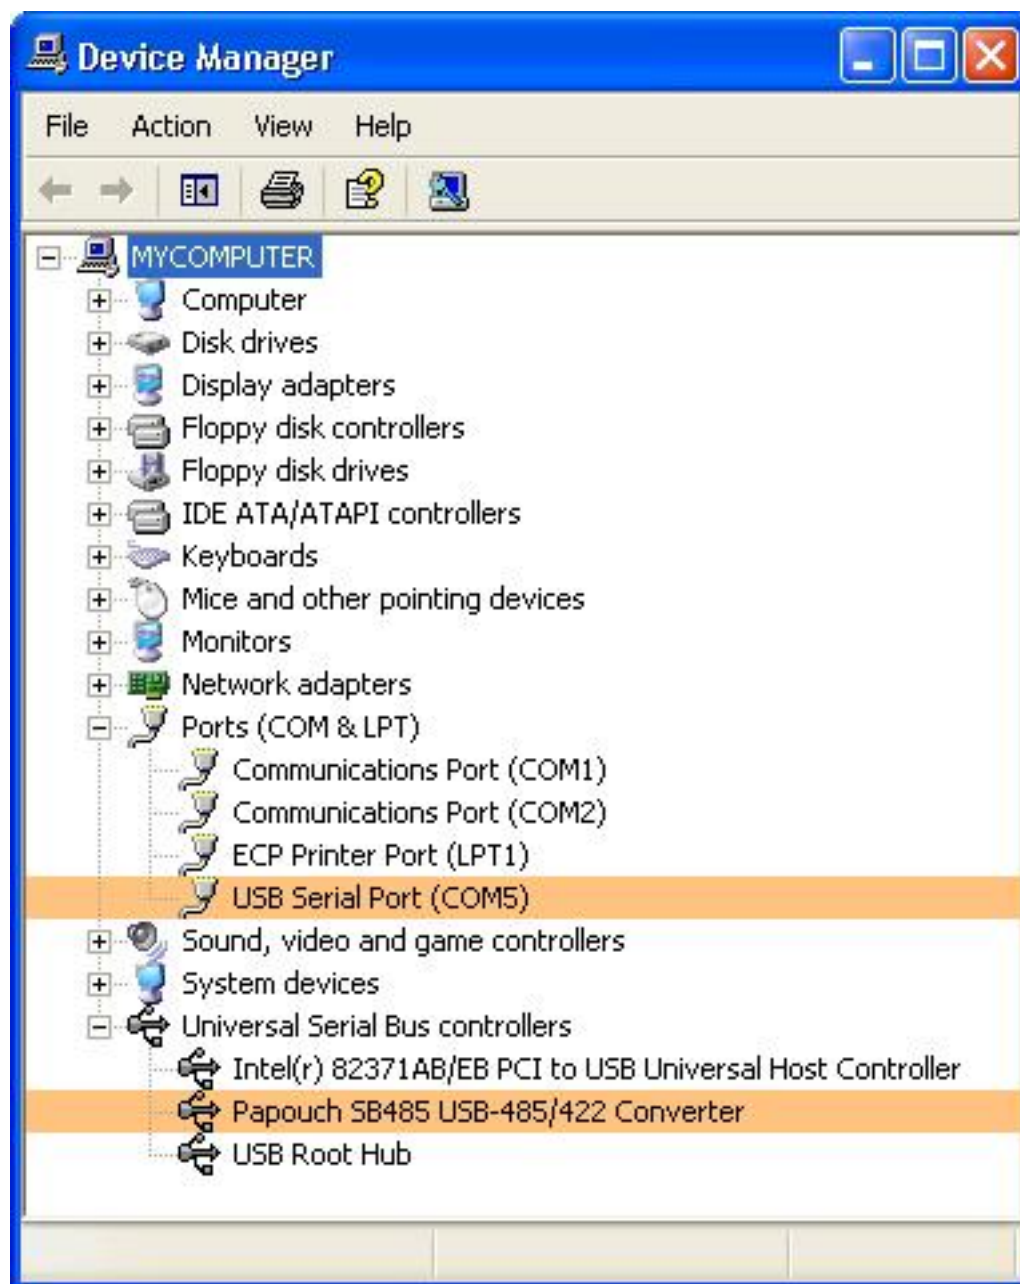 Device Manager
File Action View Help
MYCOMPUTER
Computer
Disk drives
Display adapters
Floppy disk controllers
Floppy disk drives
IDE ATA/ATAPI controllers
Keyboards
Mice and other pointing devices
Monitors
Network adapters
Ports (COM & LPT)
Communications Port (COM1)
Communications Port (COM2)
ECP Printer Port (LPT1)
USB Serial Port (COM5)
Sound, video and game controllers
System devices
Universal Serial Bus controllers
Intel(r) 82371AB/EB PCI to USB Universal Host Controller
Papouch SB485 USB-485/422 Converter
USB Root Hub